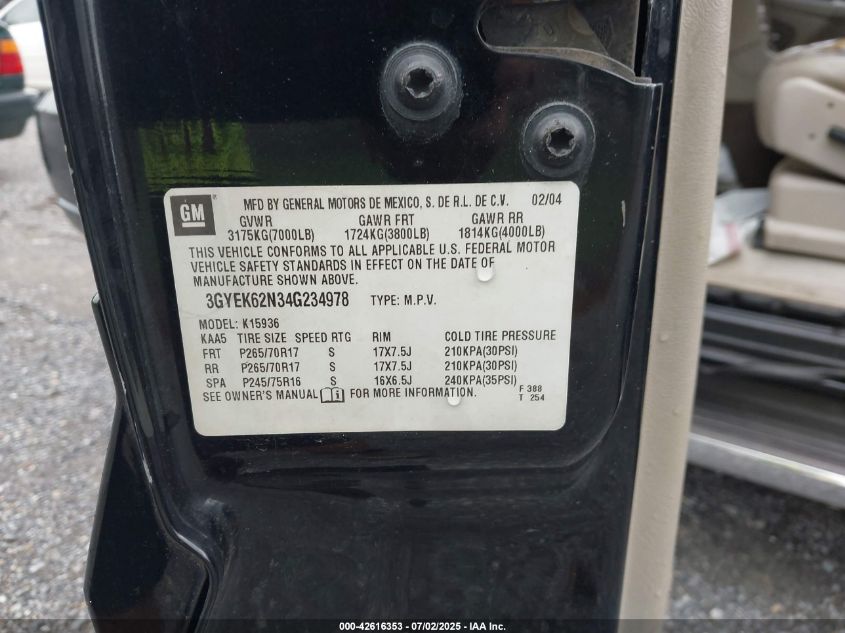 GM
MFD BY GENERAL MOTORS DE MEXICO, S. DE R.L. DE C.V. 02/04
GVWR GAWR FRT GAWR RR
3175KG(7000LB) 1724KG(3800LB) 1814KG(4000LB)
THIS VEHICLE CONFORMS TO ALL APPLICABLE U.S. FEDERAL MOTOR
VEHICLE SAFETY STANDARDS IN EFFECT ON THE DATE OF
MANUFACTURE SHOWN ABOVE.
3GYEK62N34G234978 TYPE: M.P.V.
MODEL: K15936
KAA5 TIRE SIZE SPEED RTG RIM COLD TIRE PRESSURE
FRT P265/70R17 S 17X7.5J 210KPA(30PSI)
RR P265/70R17 S 17X7.5J 210KPA(30PSI)
SPA P245/75R16 S 16X6.5J 240KPA(35PSI)
SEE OWNER'S MANUAL FOR MORE INFORMATION.
F 388
T 254
000-42616353 - 07/02/2025 - IAA Inc.